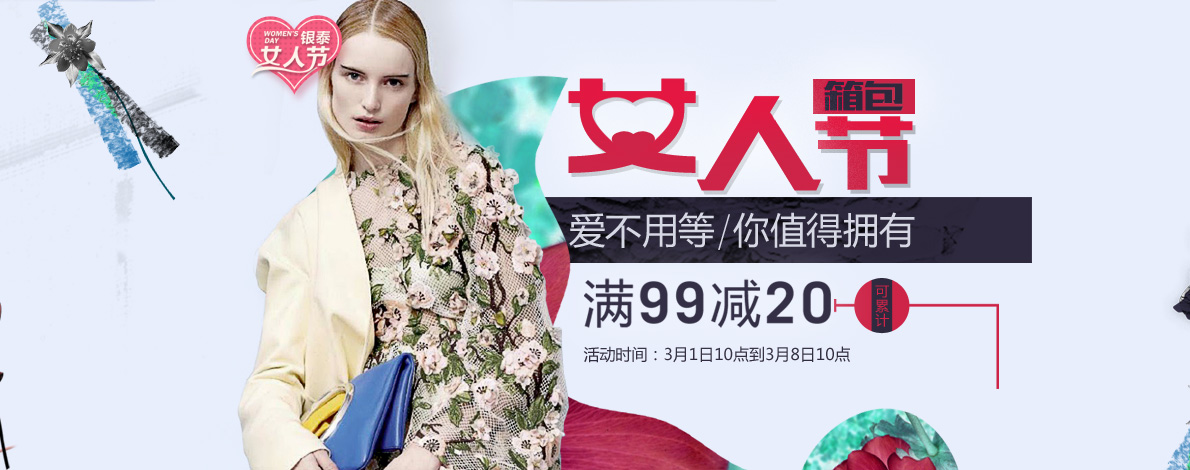 WOMEN'S DAY 银泰
女人节
女人节 箱包
爱不用等/你值得拥有
满99减20 可累计
活动时间：3月1日10点到3月8日10点